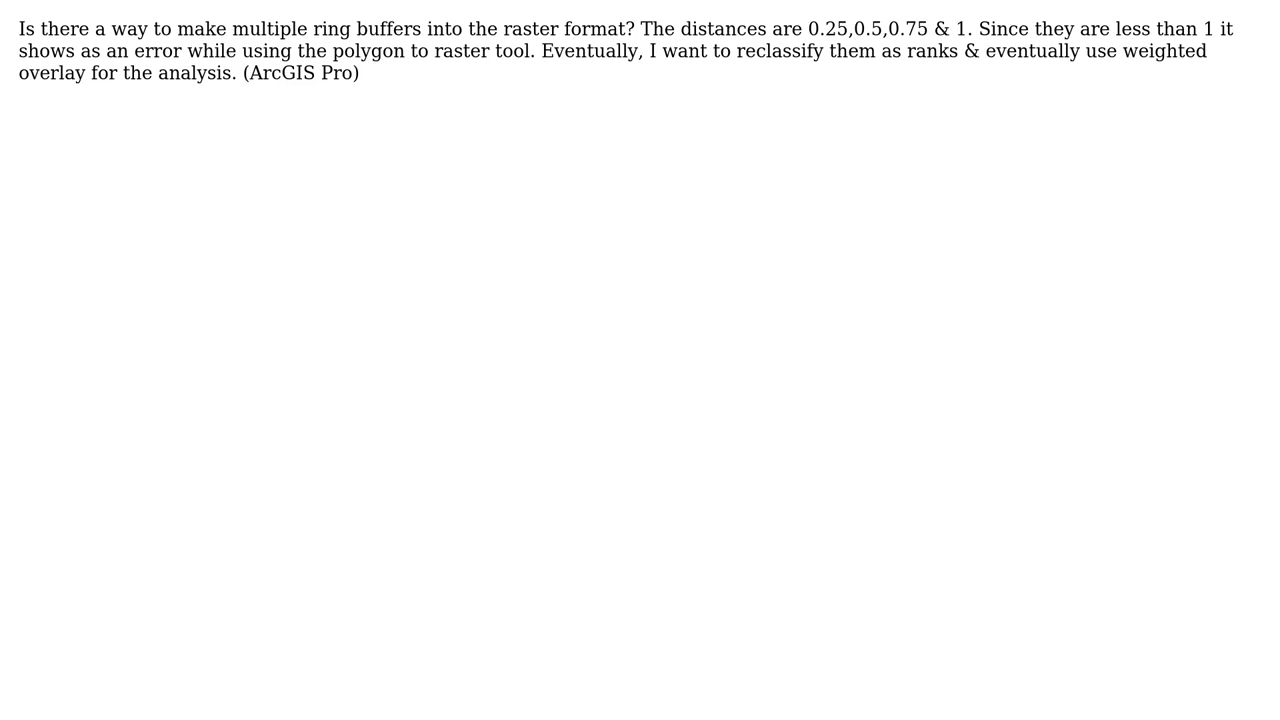 Is there a way to make multiple ring buffers into the raster format? The distances are 0.25,0.5,0.75 & 1. Since they are less than 1 it
shows as an error while using the polygon to raster tool. Eventually, I want to reclassify them as ranks & eventually use weighted
overlay for the analysis. (ArcGIS Pro)